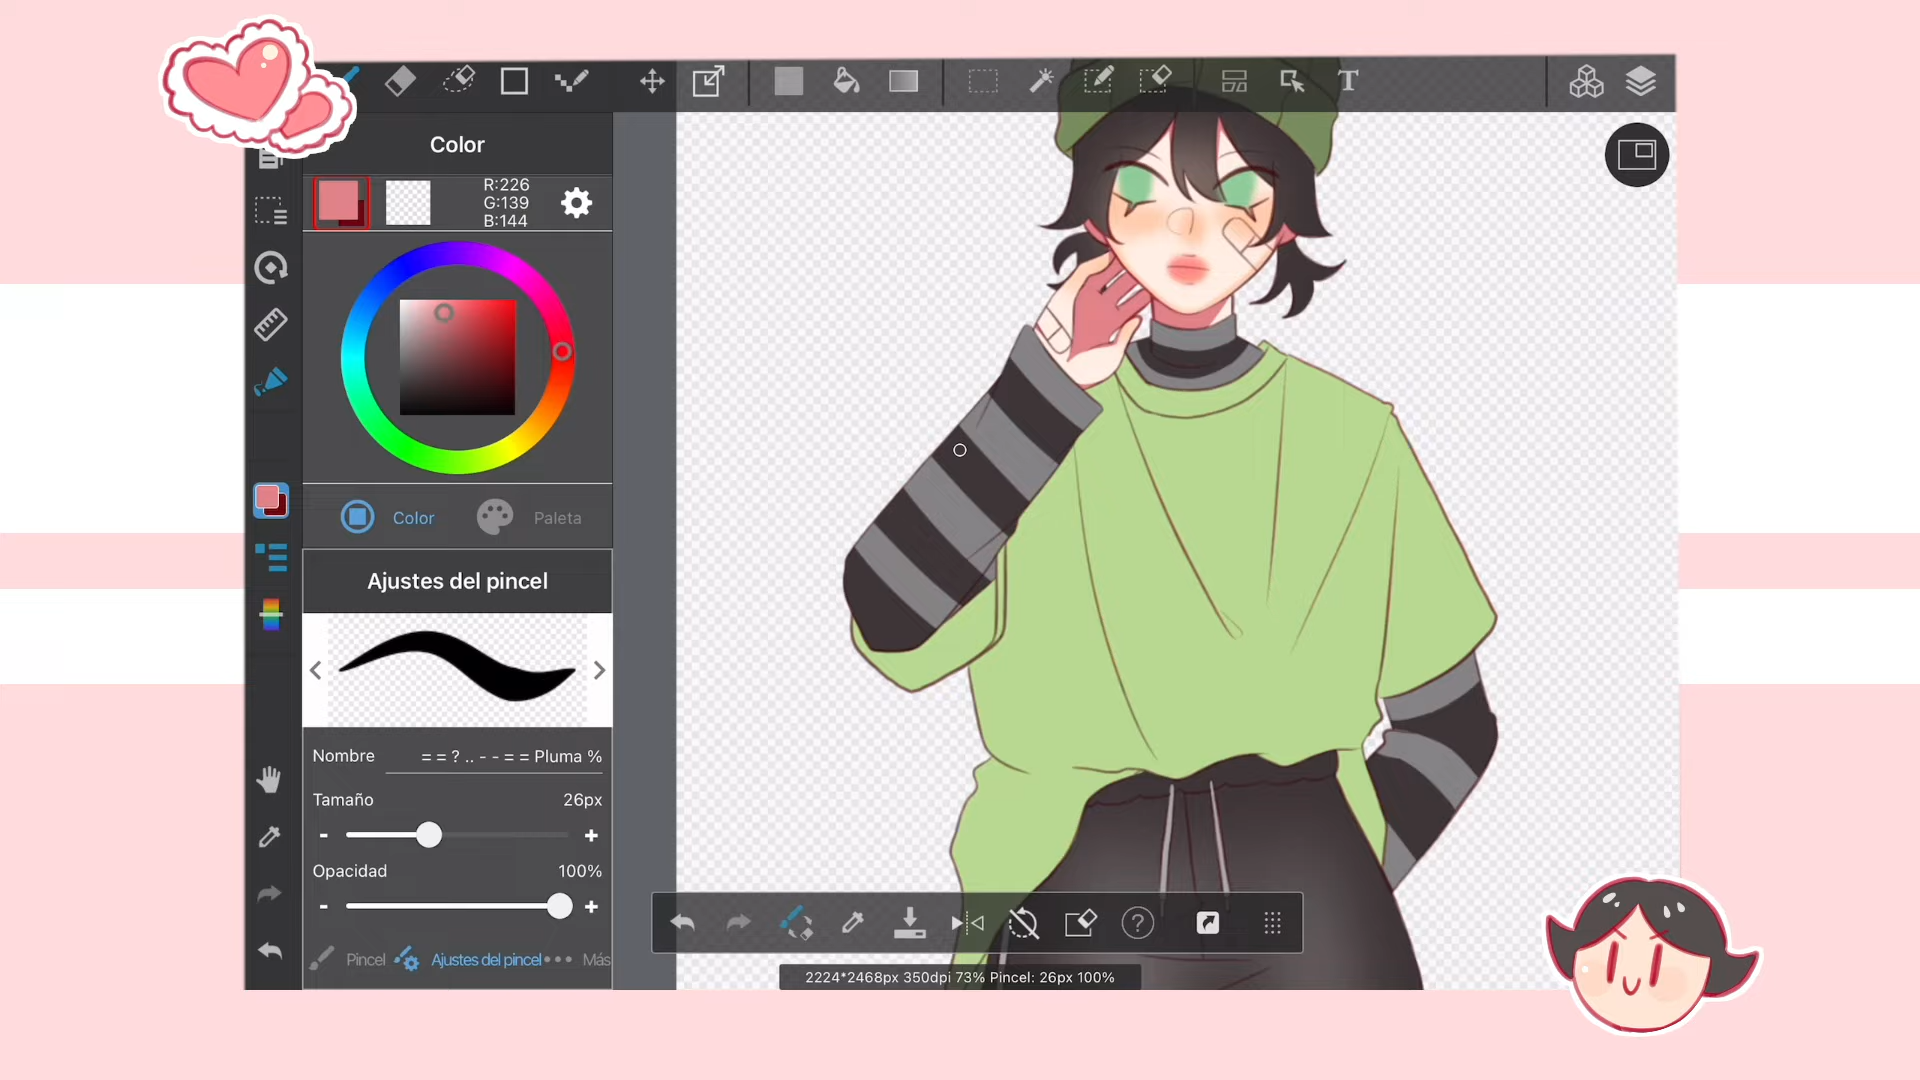 Color
R:226
G:139
B:144
Color
Paleta
Ajustes del pincel
Nombre
= = ? .. - - = = Pluma %
Tamaño
26px
- +
Opacidad
100%
- +
Pincel
Ajustes del pincel
Más
2224*2468px 350dpi 73% Pincel: 26px 100%